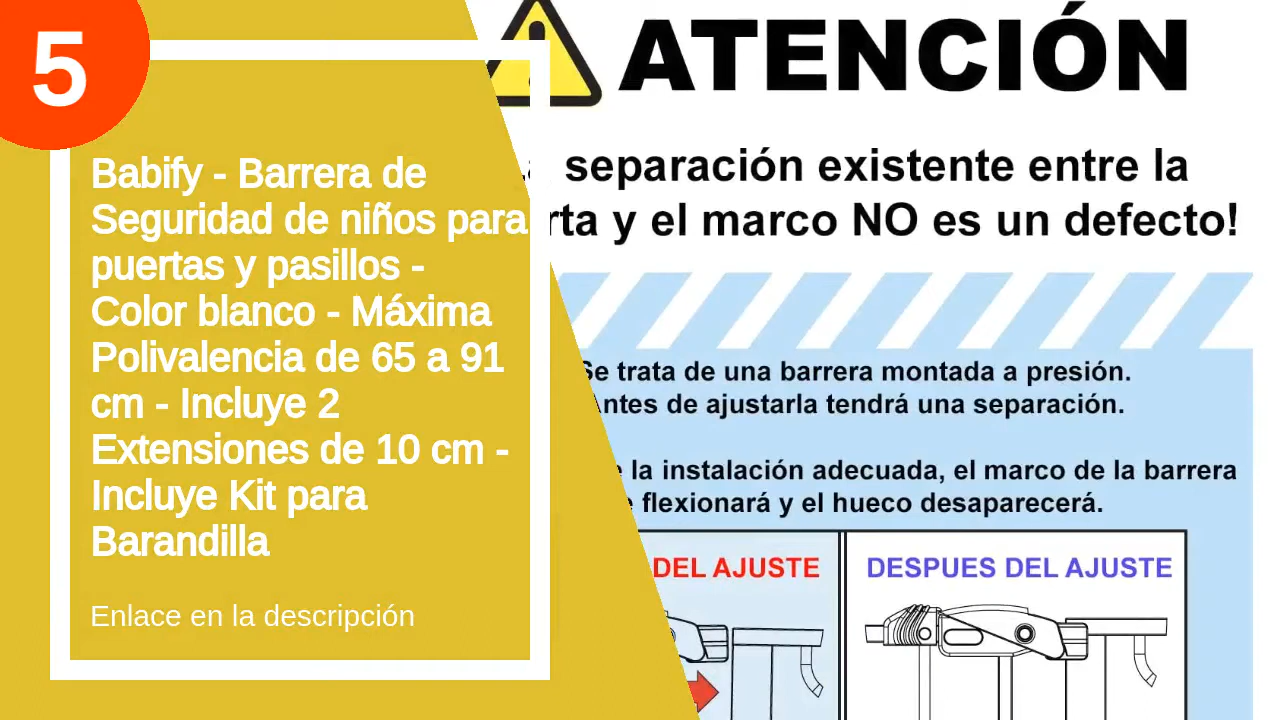 5
Babify - Barrera de
Seguridad de niños para
puertas y pasillos -
Color blanco - Máxima
Polivalencia de 65 a 91
cm - Incluye 2
Extensiones de 10 cm -
Incluye Kit para
Barandilla
Enlace en la descripción
ATENCIÓN
separación existente entre la
y el marco NO es un defecto!
Se trata de una barrera montada a presión.
Antes de ajustarla tendrá una separación.
la instalación adecuada, el marco de la barrera
flexionará y el hueco desaparecerá.
DEL AJUSTE
DESPUES DEL AJUSTE